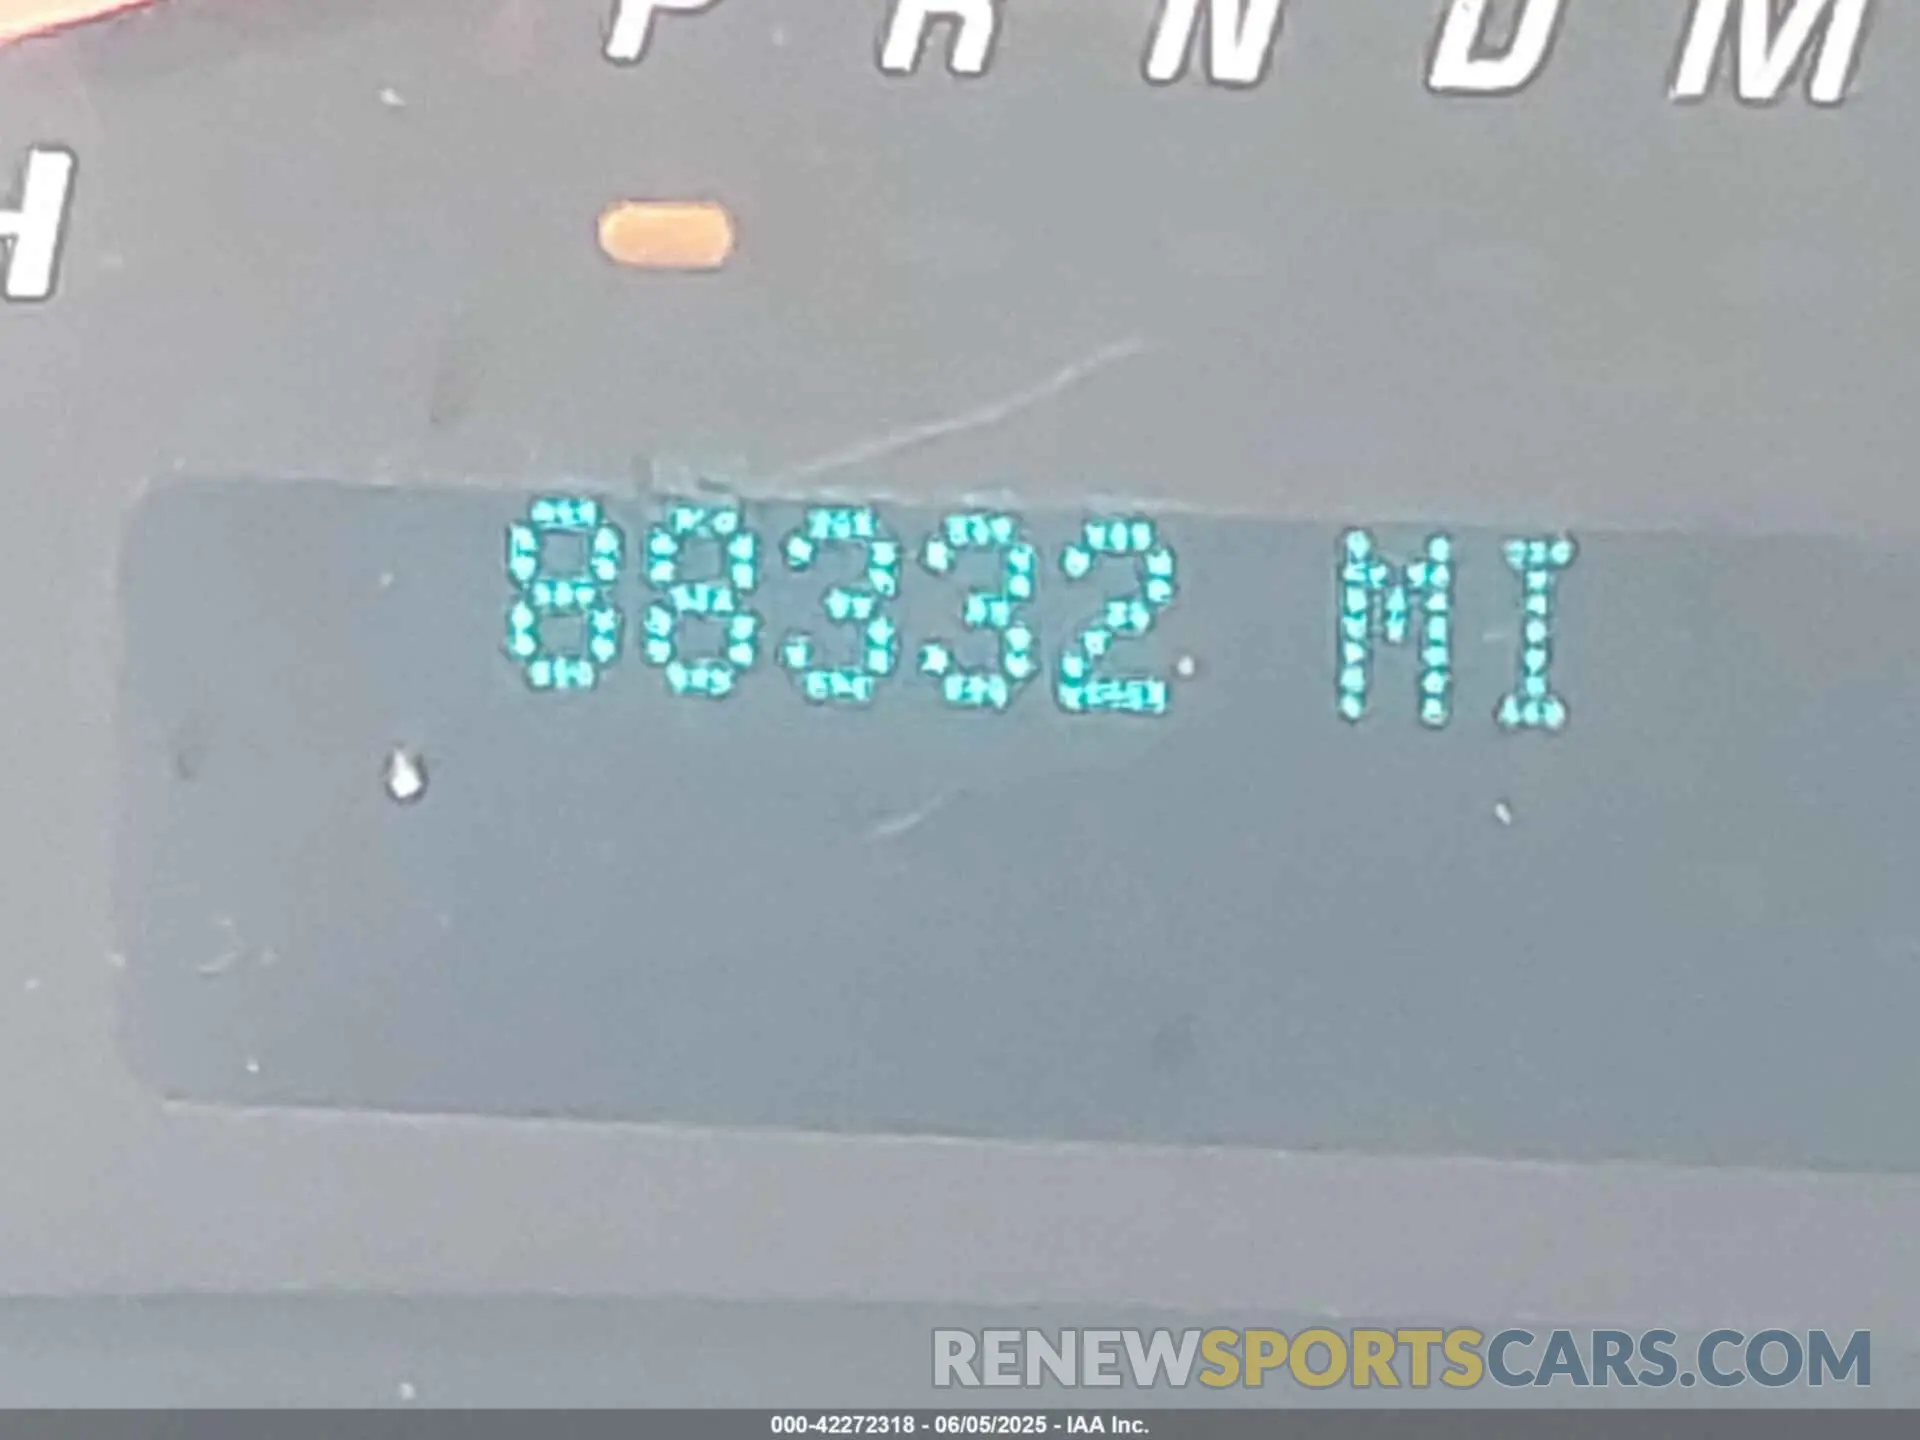 P R N D M
H
88332 MI
RENEWSPORTSCARS.COM
000-42272318 - 06/05/2025 - IAA Inc.